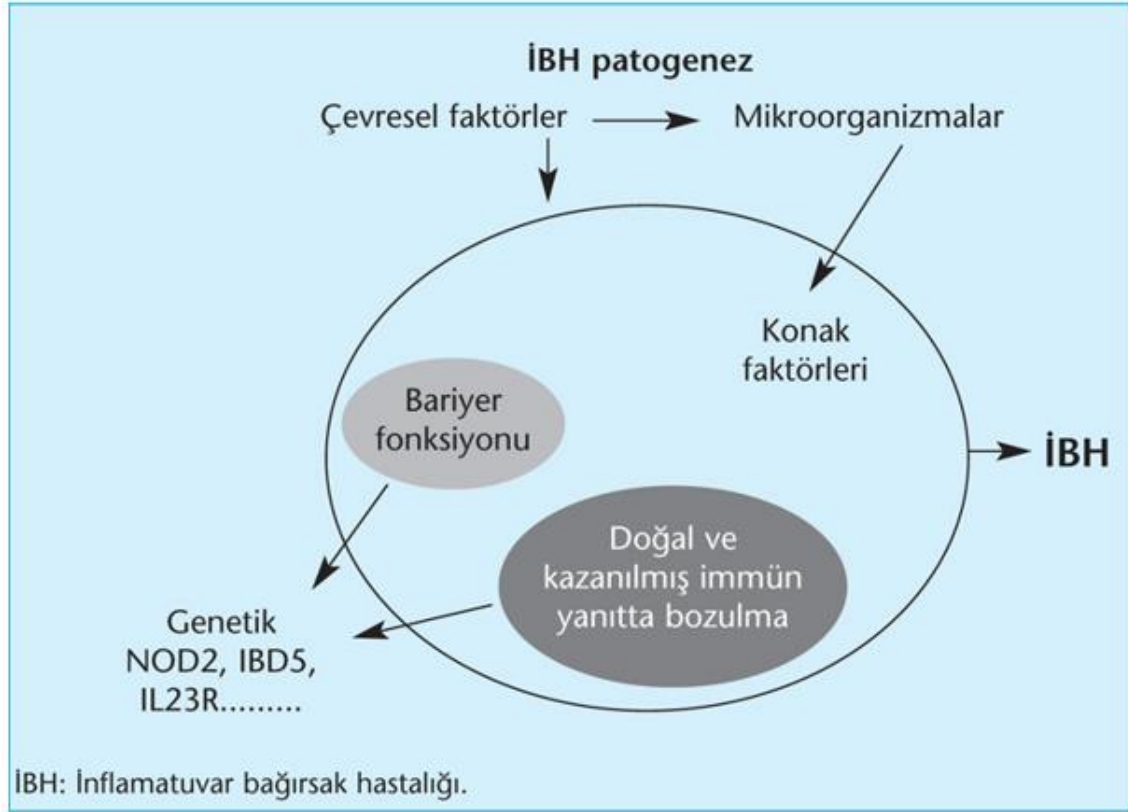 İBH patogenez
Çevresel faktörler
Mikroorganizmalar
Konak
faktörleri
Bariyer
fonksiyonu
İBH
Doğal ve
kazanılmış immün
yanıtta bozulma
Genetik
NOD2, IBD5,
IL23R.........
İBH: İnflamatuvar bağırsak hastalığı.